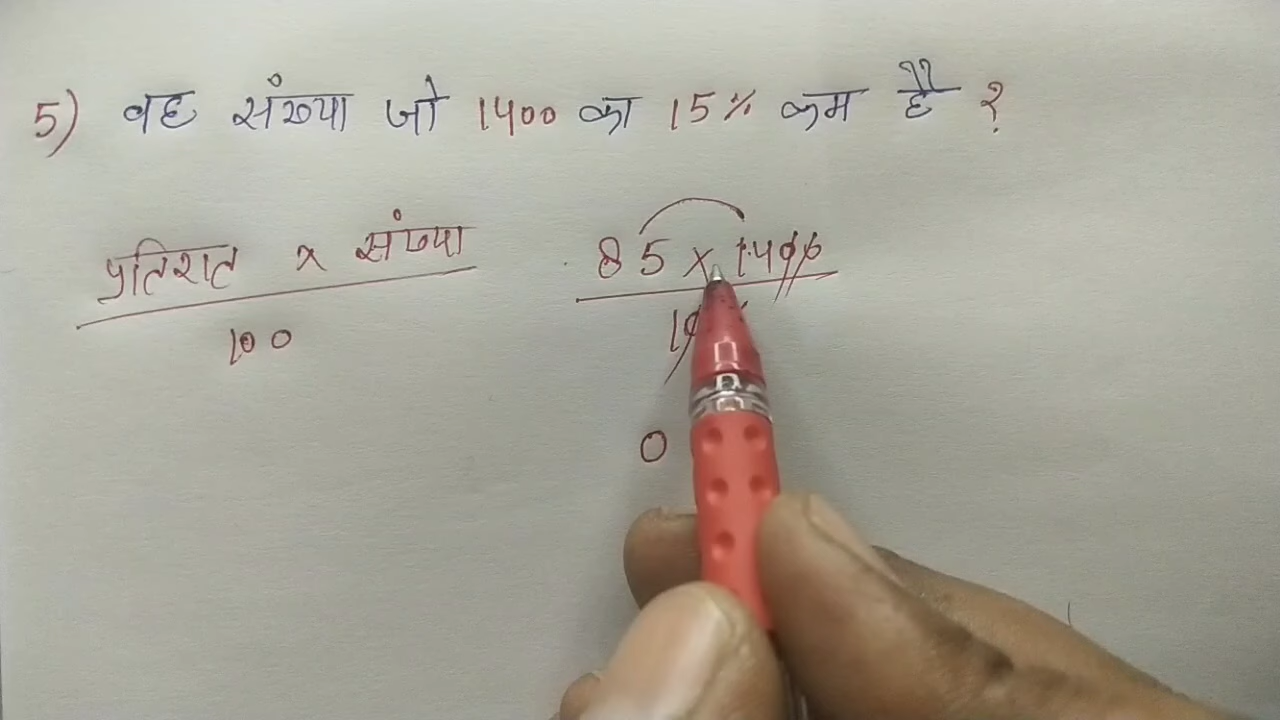 5) वह संख्या जो 1400 का 15% कम है ?
प्रतिशत x संख्या
100
85 x 1400
0